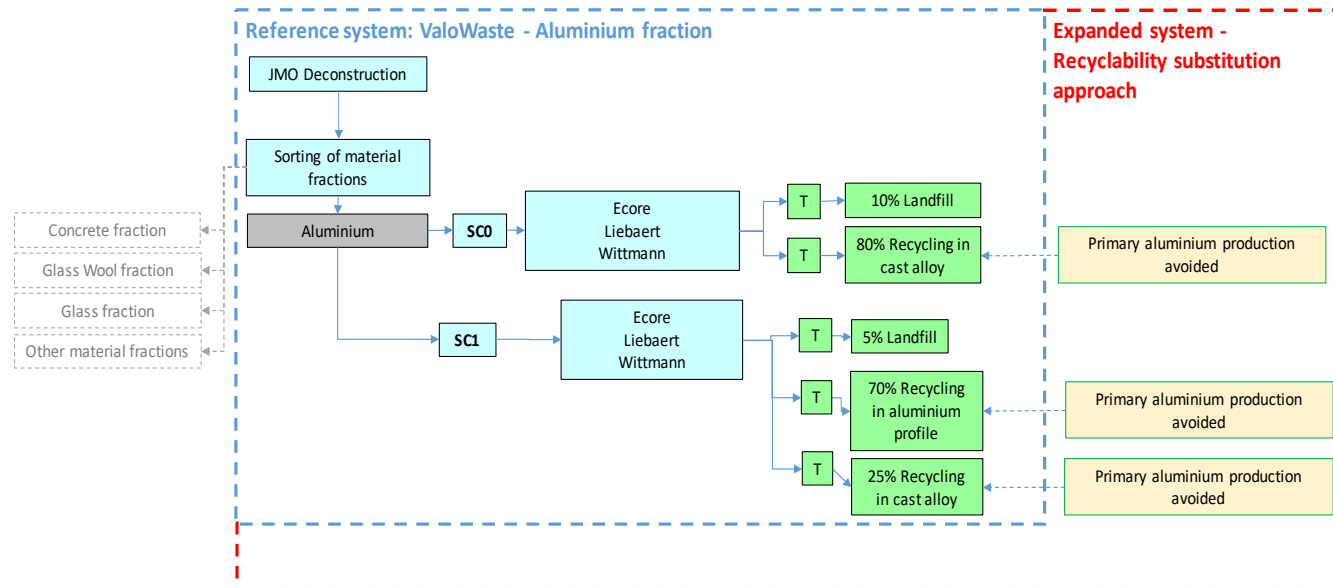 Reference system: ValoWaste - Aluminium fraction
Expanded system -
Recyclability substitution
approach
JMO Deconstruction
Sorting of material
fractions
Aluminium
Concrete fraction
Glass Wool fraction
Glass fraction
Other material fractions
SC0
Ecore
Liebaert
Wittmann
T
10% Landfill
T
80% Recycling in
cast alloy
Primary aluminium production
avoided
SC1
Ecore
Liebaert
Wittmann
T
5% Landfill
T
70% Recycling
in aluminium
profile
Primary aluminium production
avoided
T
25% Recycling
in cast alloy
Primary aluminium production
avoided